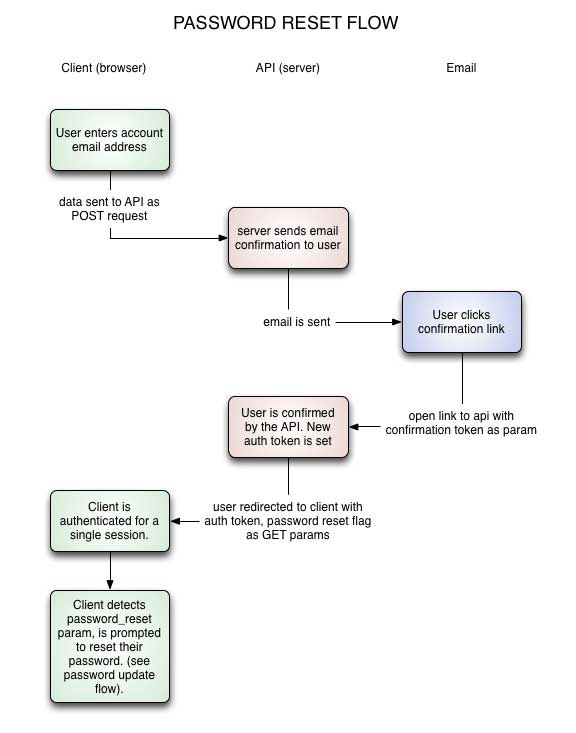 PASSWORD RESET FLOW
Client (browser)
API (server)
Email
User enters account
email address
data sent to API as
POST request
server sends email
confirmation to user
email is sent
User clicks
confirmation link
open link to api with
confirmation token as param
User is confirmed
by the API. New
auth token is set
user redirected to client with
auth token, password reset flag
as GET params
Client is
authenticated for a
single session.
Client detects
password_reset
param, is prompted
to reset their
password. (see
password update
flow).